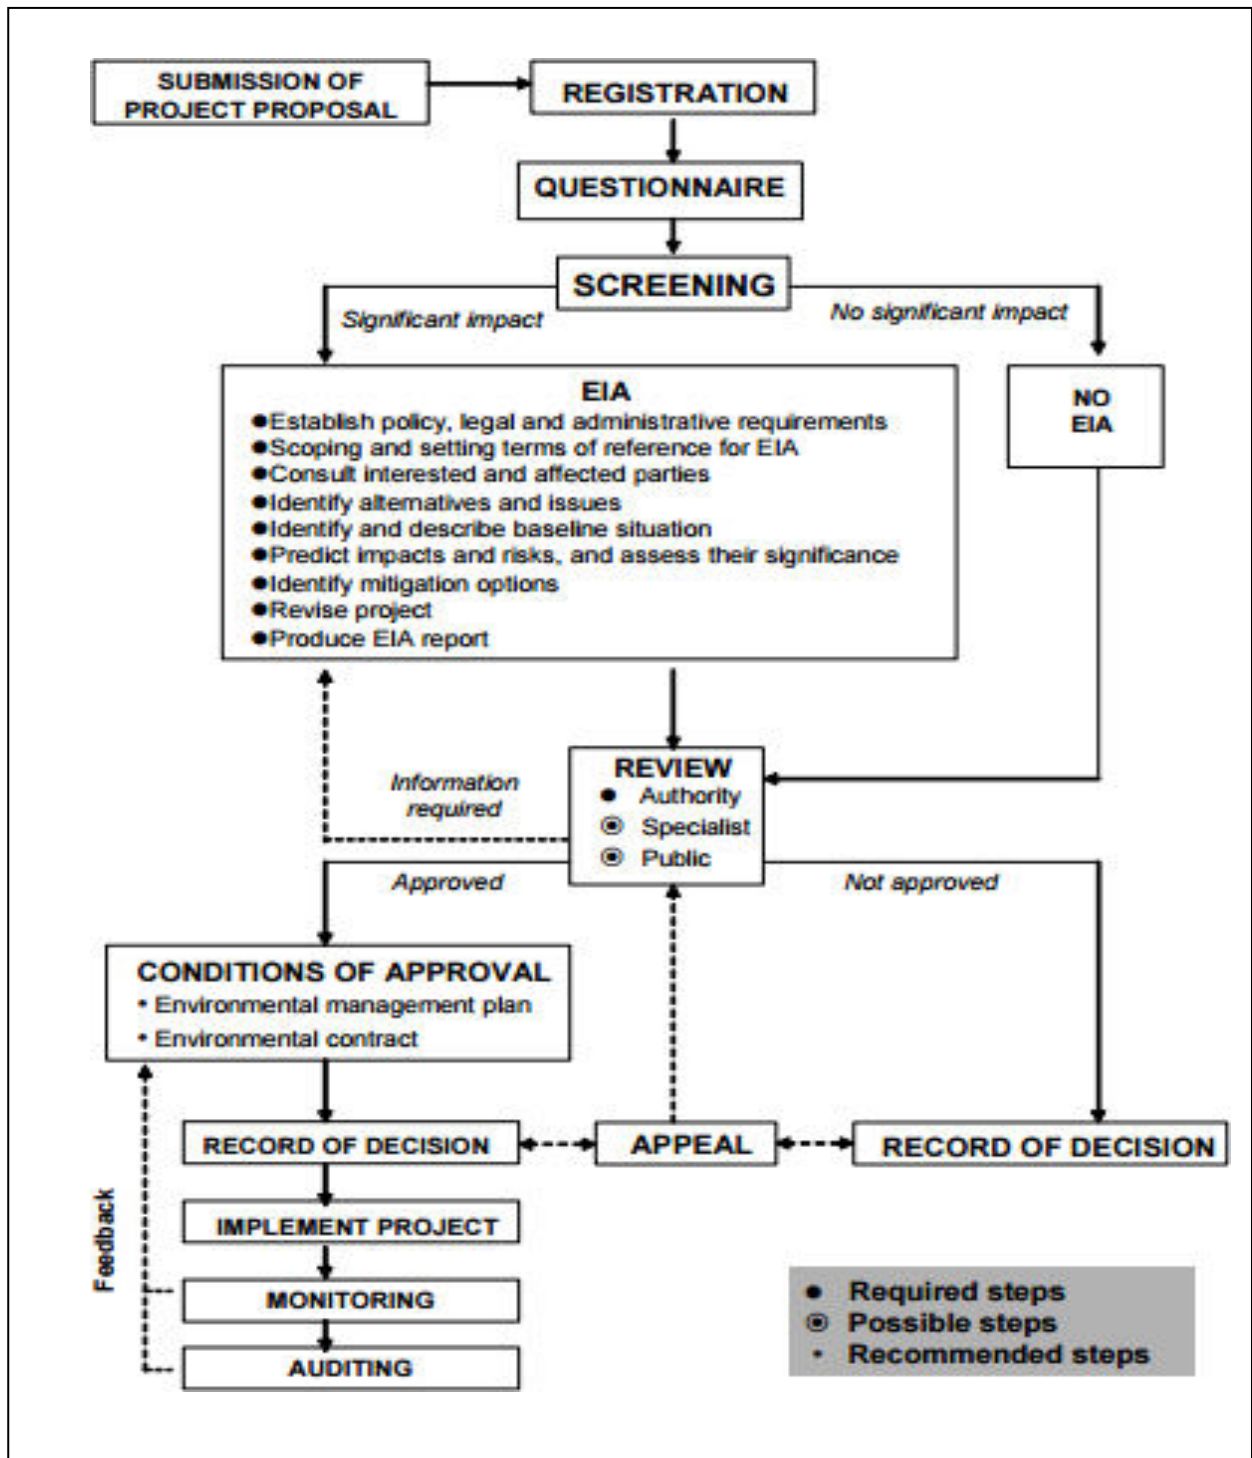 SUBMISSION OF
PROJECT PROPOSAL
REGISTRATION
QUESTIONNAIRE
SCREENING
Significant impact
No significant impact
EIA
●Establish policy, legal and administrative requirements
●Scoping and setting terms of reference for EIA
●Consult interested and affected parties
●Identify alternatives and issues
●Identify and describe baseline situation
●Predict impacts and risks, and assess their significance
●Identify mitigation options
●Revise project
●Produce EIA report
NO
EIA
Information
required
REVIEW
● Authority
◉ Specialist
◉ Public
Approved
Not approved
CONDITIONS OF APPROVAL
• Environmental management plan
• Environmental contract
RECORD OF DECISION
APPEAL
RECORD OF DECISION
IMPLEMENT PROJECT
MONITORING
AUDITING
Feedback
● Required steps
◉ Possible steps
• Recommended steps